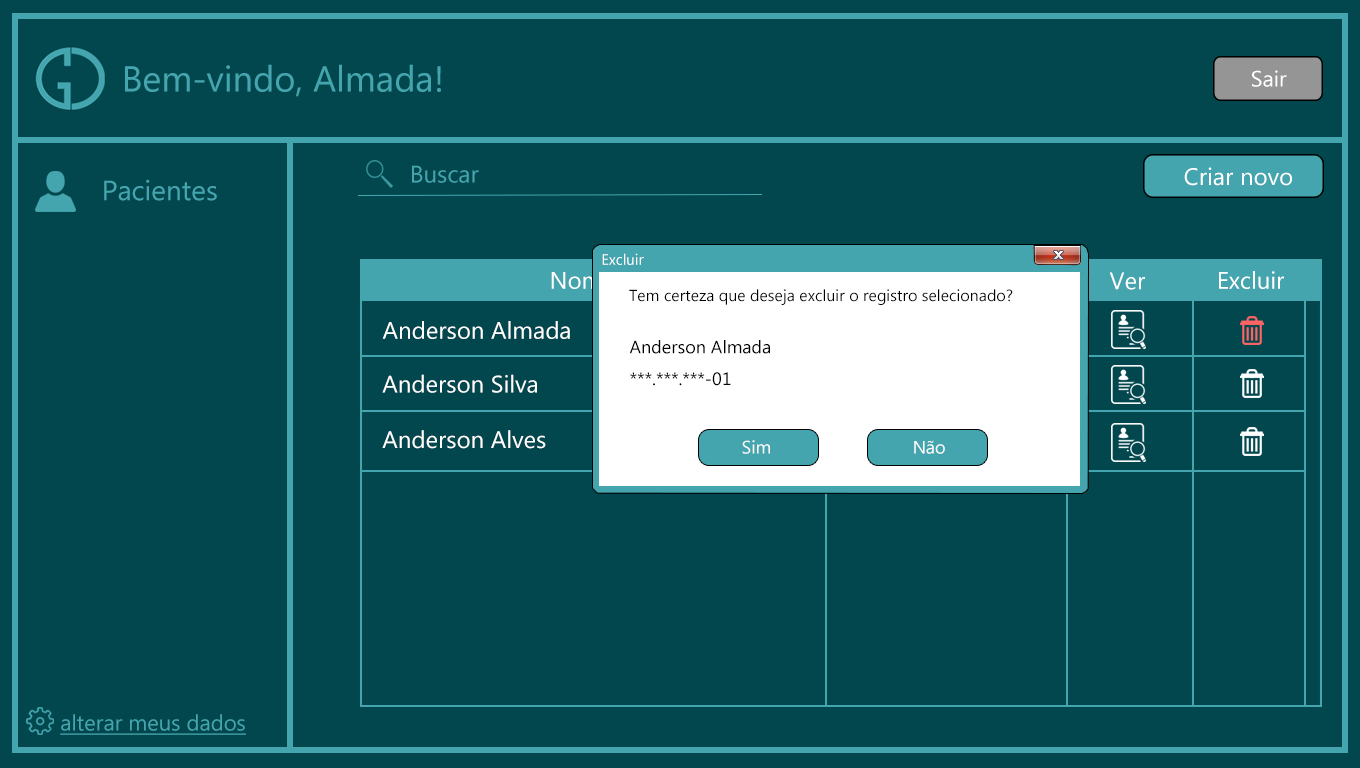 Bem-vindo, Almada!
Sair
Pacientes
Buscar
Criar novo
Ver
Excluir
Anderson Almada
Anderson Silva
Anderson Alves
Excluir
x
Tem certeza que deseja excluir o registro selecionado?
Anderson Almada
***.***.***-01
Sim
Não
alterar meus dados